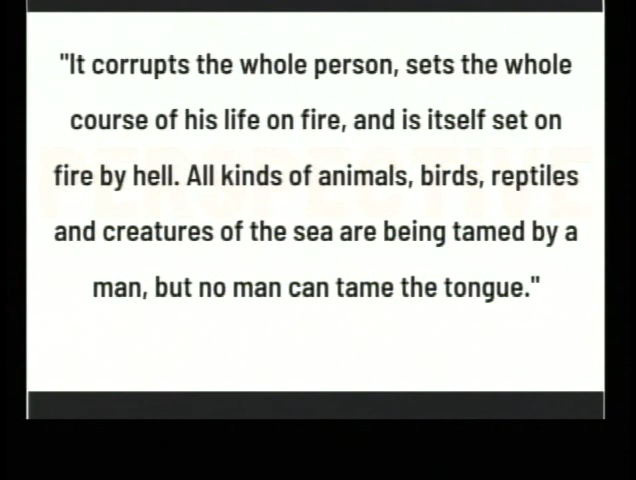 "It corrupts the whole person, sets the whole
course of his life on fire, and is itself set on
fire by hell. All kinds of animals, birds, reptiles
and creatures of the sea are being tamed by a
man, but no man can tame the tongue."
PERSPECTIVE